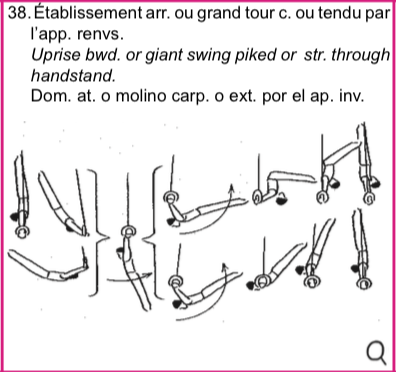 38. Établissement arr. ou grand tour c. ou tendu par
l'app. renvs.
Uprise bwd. or giant swing piked or str. through
handstand.
Dom. at. o molino carp. o ext. por el ap. inv.